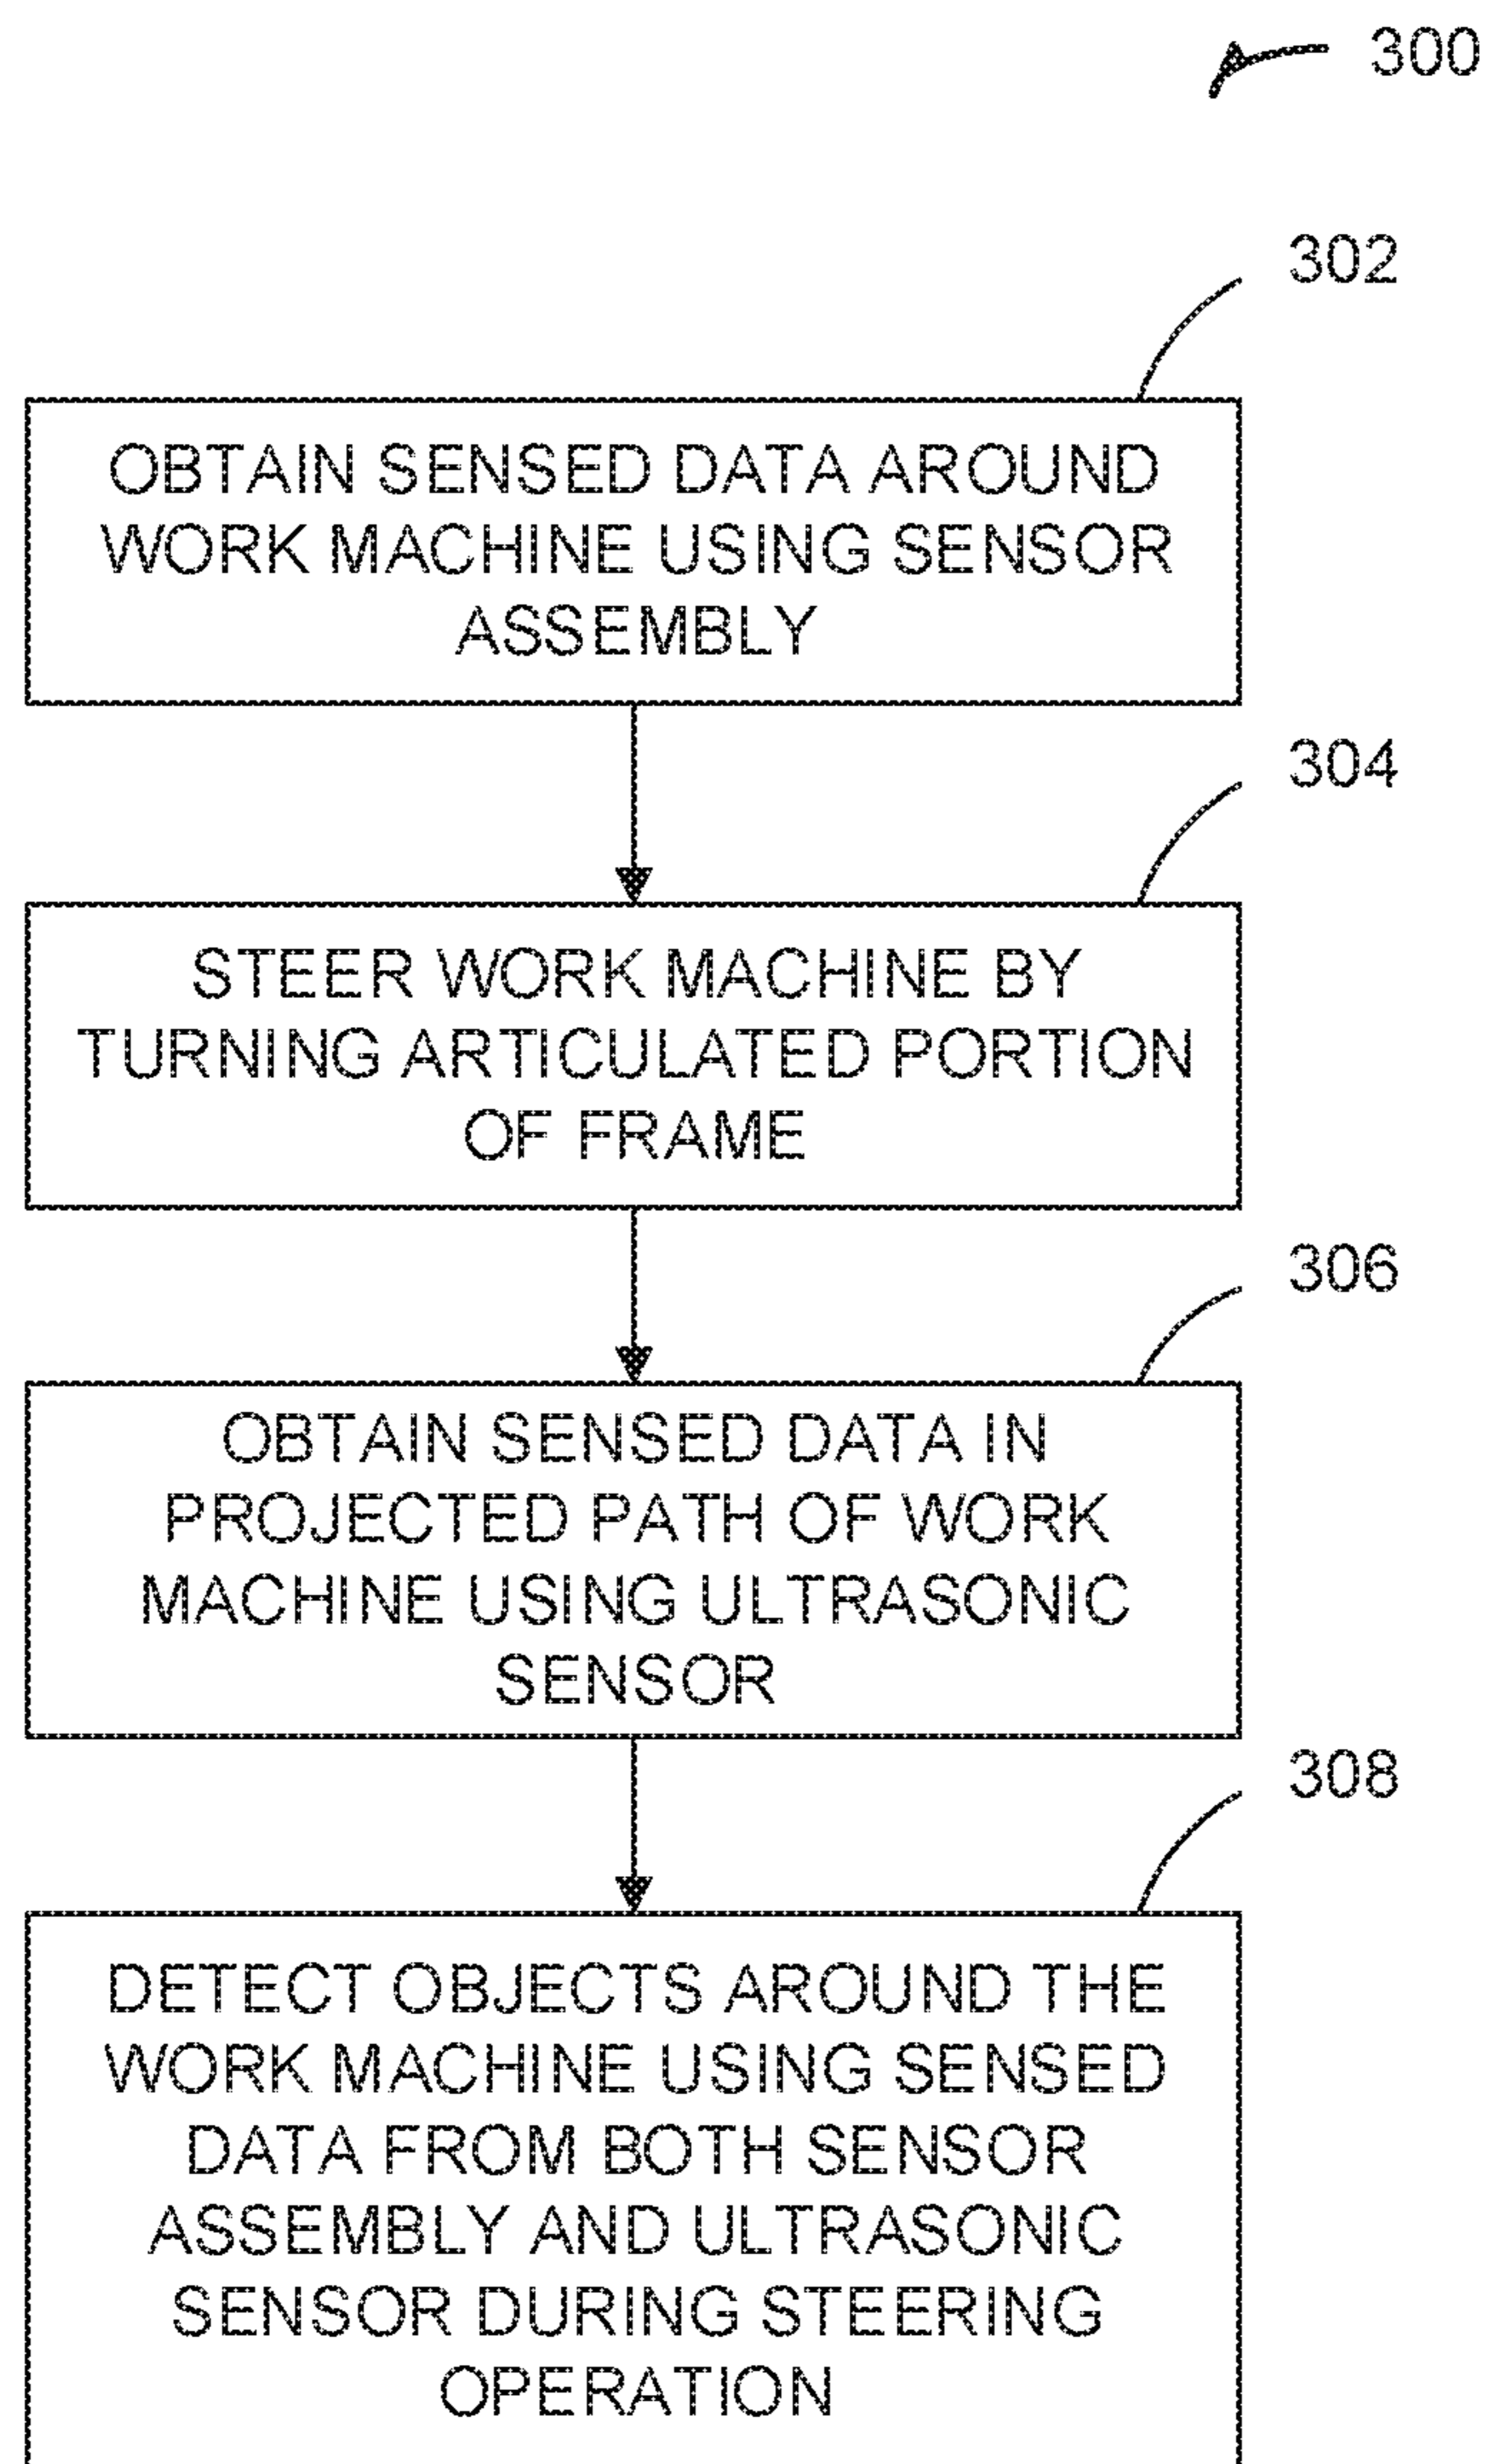 300
302
OBTAIN SENSED DATA AROUND
WORK MACHINE USING SENSOR
ASSEMBLY
304
STEER WORK MACHINE BY
TURNING ARTICULATED PORTION
OF FRAME
306
OBTAIN SENSED DATA IN
PROJECTED PATH OF WORK
MACHINE USING ULTRASONIC
SENSOR
308
DETECT OBJECTS AROUND THE
WORK MACHINE USING SENSED
DATA FROM BOTH SENSOR
ASSEMBLY AND ULTRASONIC
SENSOR DURING STEERING
OPERATION